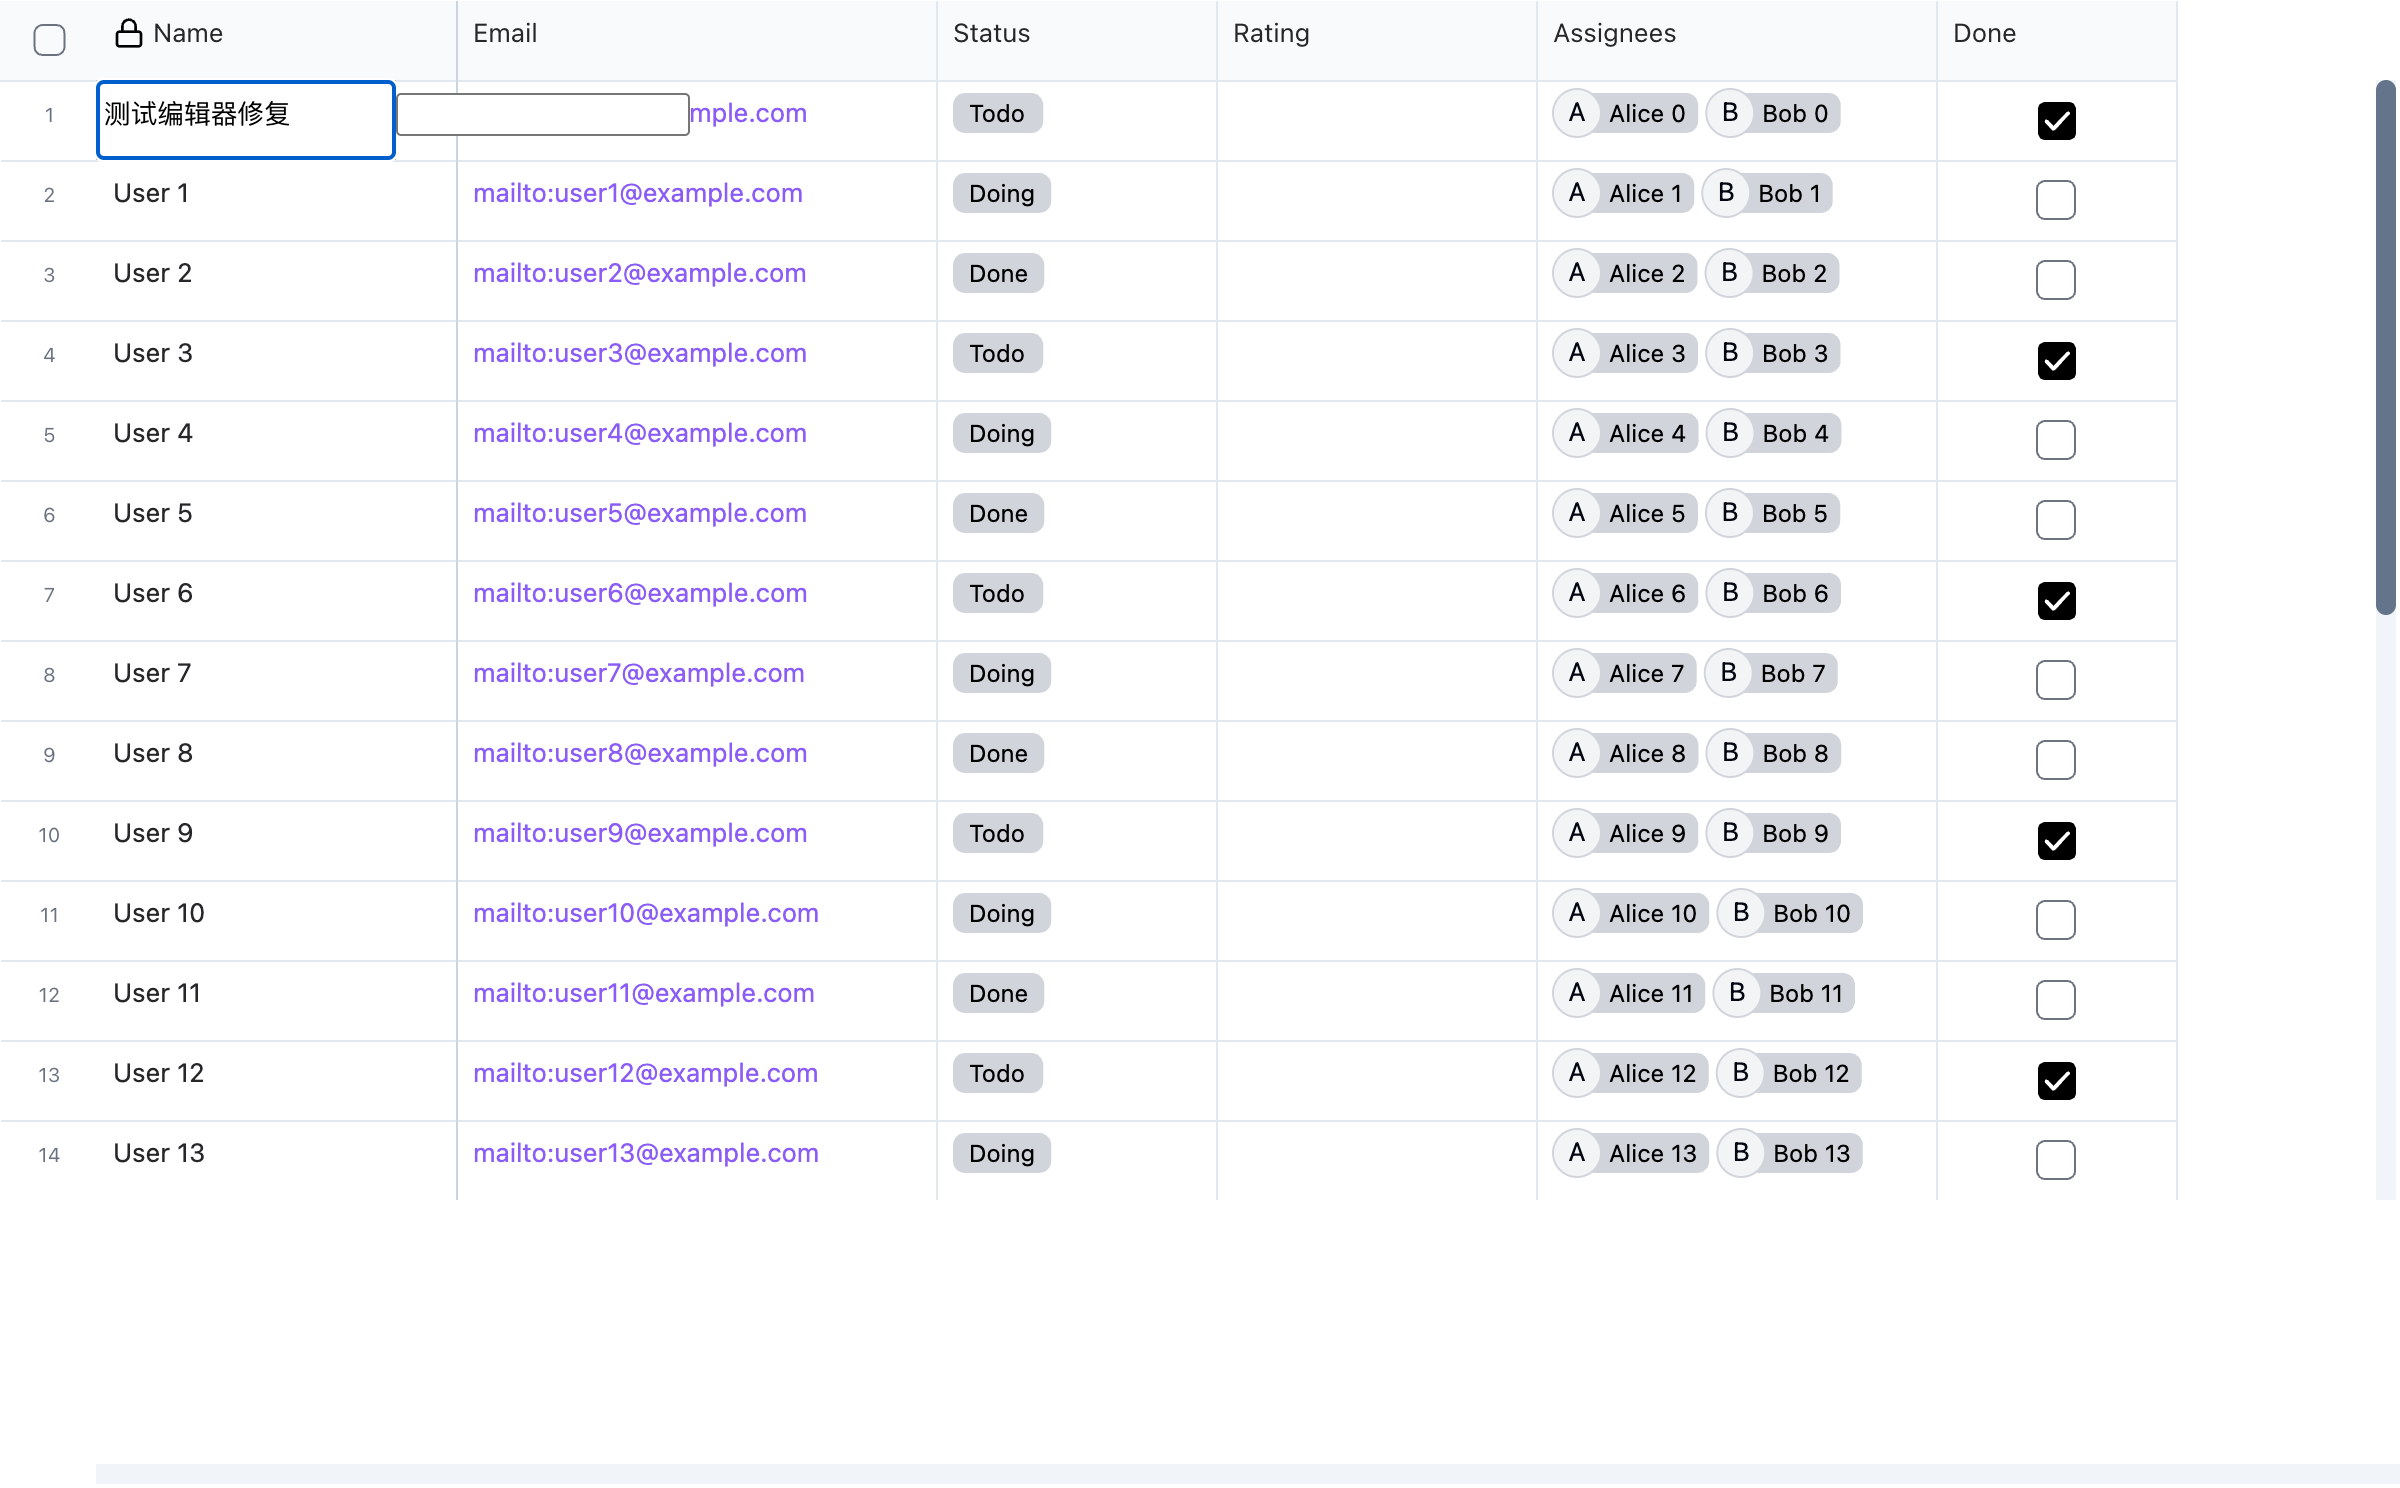 Name Email Status Rating Assignees Done
1 测试编辑器修复 mple.com Todo A Alice 0 B Bob 0
2 User 1 mailto:user1@example.com Doing A Alice 1 B Bob 1
3 User 2 mailto:user2@example.com Done A Alice 2 B Bob 2
4 User 3 mailto:user3@example.com Todo A Alice 3 B Bob 3
5 User 4 mailto:user4@example.com Doing A Alice 4 B Bob 4
6 User 5 mailto:user5@example.com Done A Alice 5 B Bob 5
7 User 6 mailto:user6@example.com Todo A Alice 6 B Bob 6
8 User 7 mailto:user7@example.com Doing A Alice 7 B Bob 7
9 User 8 mailto:user8@example.com Done A Alice 8 B Bob 8
10 User 9 mailto:user9@example.com Todo A Alice 9 B Bob 9
11 User 10 mailto:user10@example.com Doing A Alice 10 B Bob 10
12 User 11 mailto:user11@example.com Done A Alice 11 B Bob 11
13 User 12 mailto:user12@example.com Todo A Alice 12 B Bob 12
14 User 13 mailto:user13@example.com Doing A Alice 13 B Bob 13